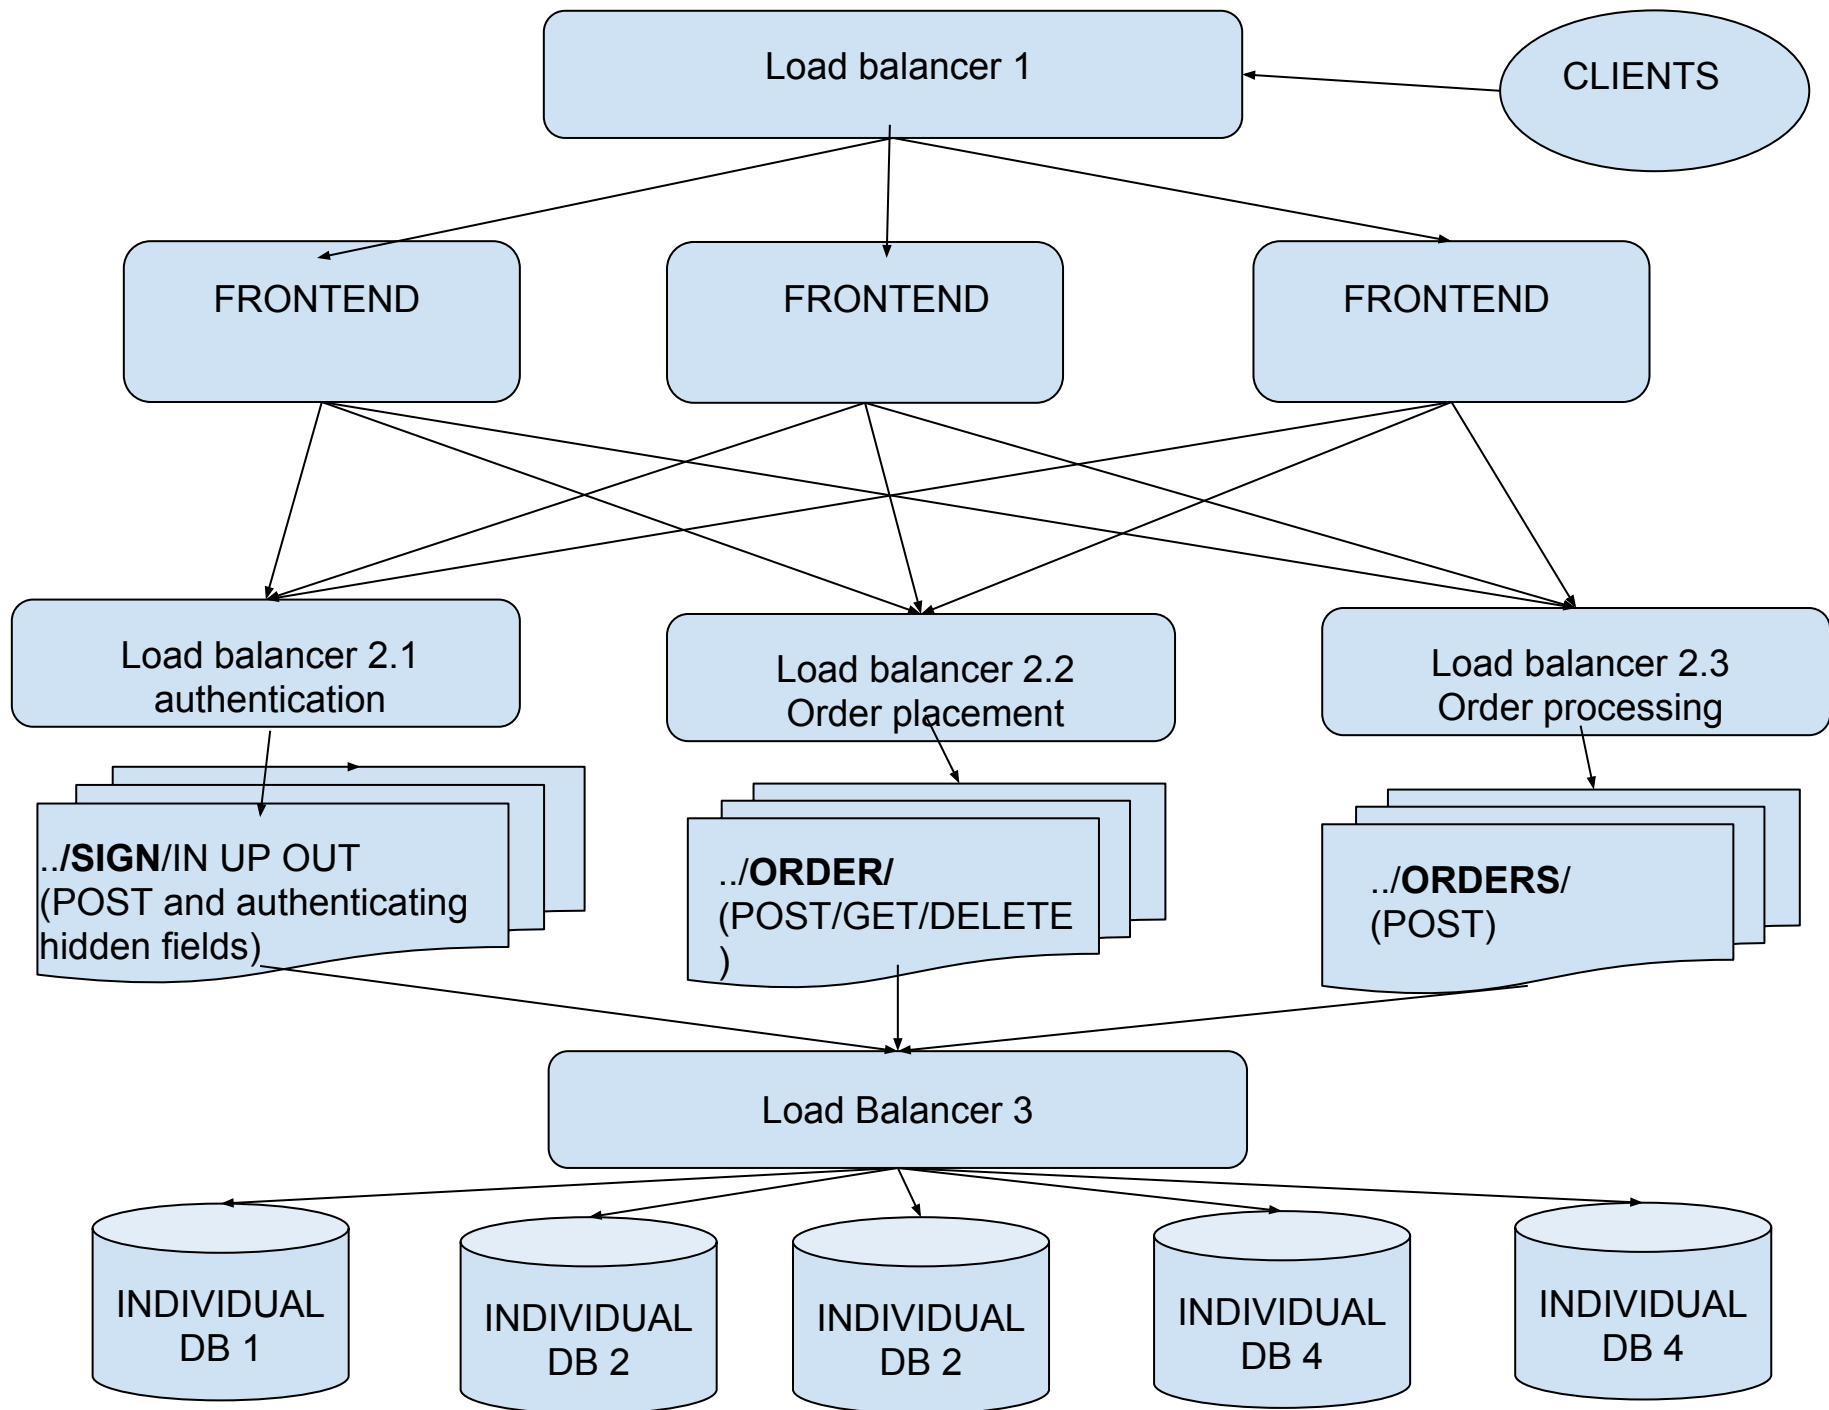 Load balancer 1
CLIENTS
FRONTEND
FRONTEND
FRONTEND
Load balancer 2.1
authentication
Load balancer 2.2
Order placement
Load balancer 2.3
Order processing
../SIGN/IN UP OUT
(POST and authenticating
hidden fields)
../ORDER/
(POST/GET/DELETE
)
../ORDERS/
(POST)
Load Balancer 3
INDIVIDUAL
DB 1
INDIVIDUAL
DB 2
INDIVIDUAL
DB 2
INDIVIDUAL
DB 4
INDIVIDUAL
DB 4